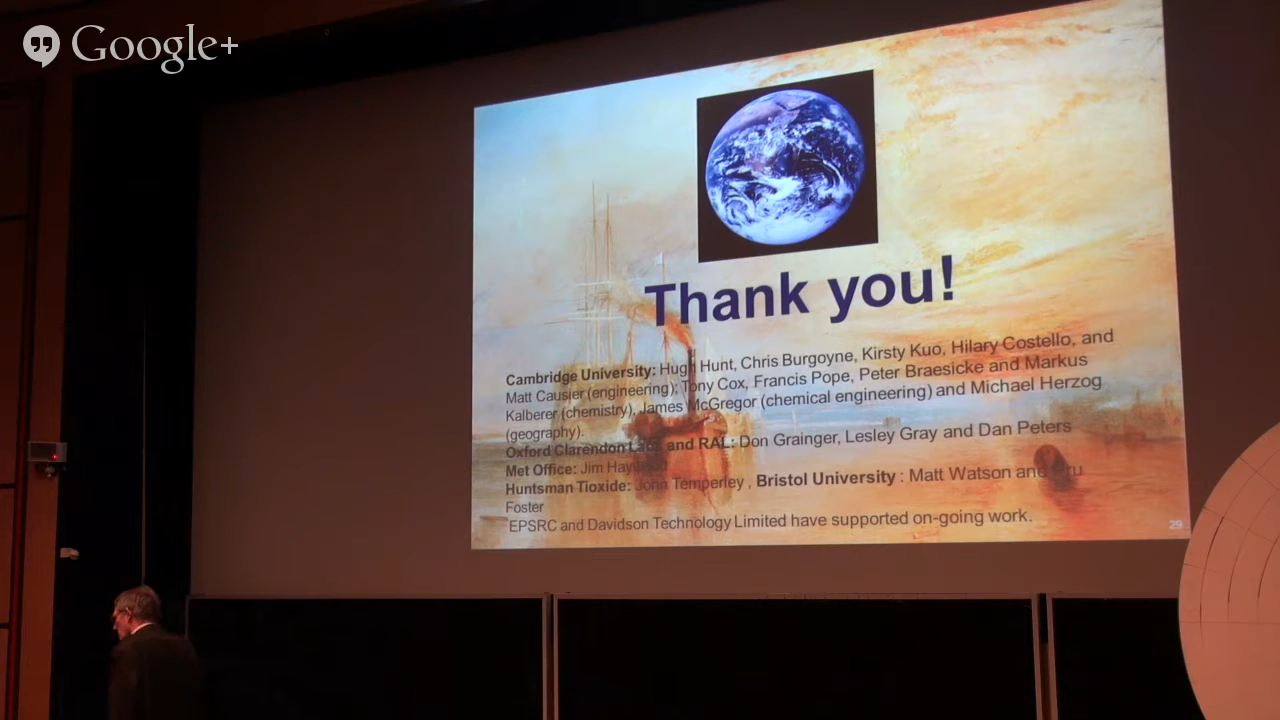 Google+
Thank you!
Cambridge University: Hugh Hunt, Chris Burgoyne, Kirsty Kuo, Hilary Costello, and
Matt Causier (engineering); Tony Cox, Francis Pope, Peter Braesicke and Markus
Kalberer (chemistry), James McGregor (chemical engineering) and Michael Herzog
(geography).
Oxford Clarendon Labs and RAL: Don Grainger, Lesley Gray and Dan Peters
Met Office: Jim
Huntsman Tioxide: John Temperley , Bristol University : Matt Watson and
Foster
EPSRC and Davidson Technology Limited have supported on-going work.
29